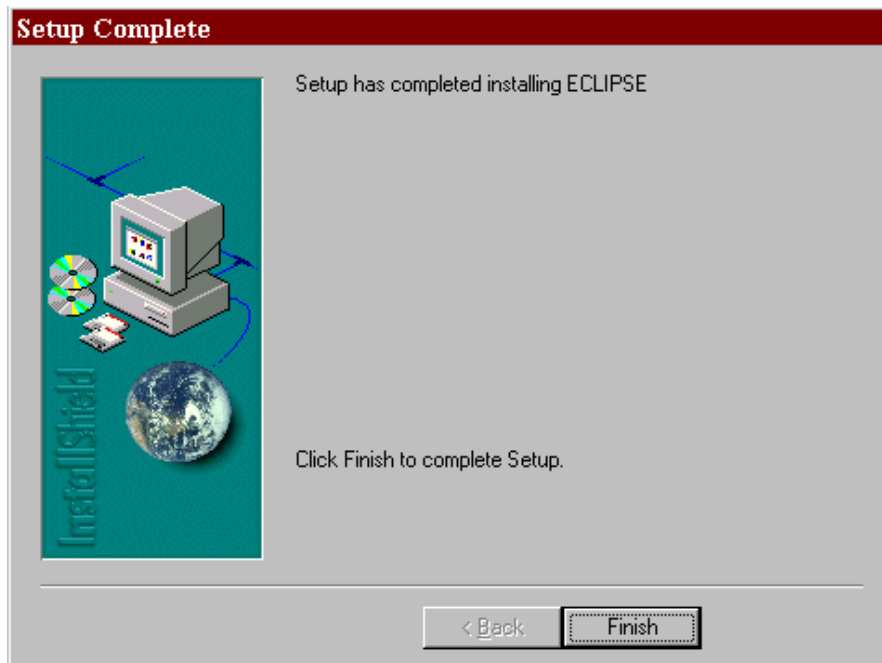 Setup Complete
Setup has completed installing ECLIPSE
InstallShield
Click Finish to complete Setup.
< Back
Finish